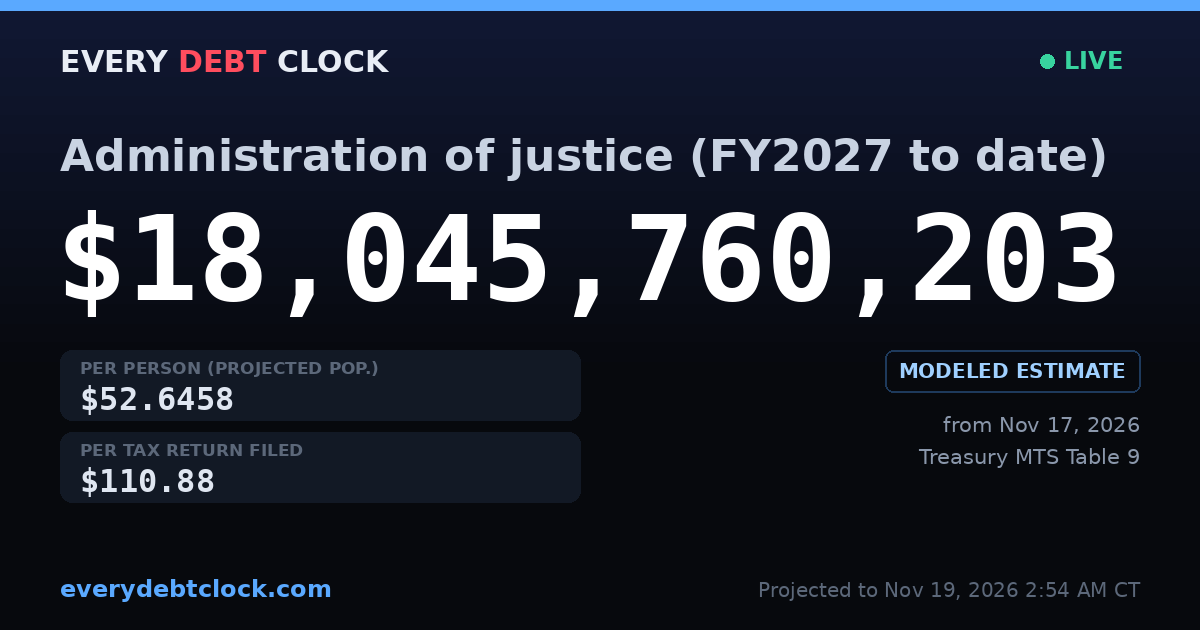 EVERY DEBT CLOCK
LIVE
Administration of justice (FY2027 to date)
$18,045,760,203
PER PERSON (PROJECTED POP.)
$52.6458
PER TAX RETURN FILED
$110.88
MODELED ESTIMATE
from Nov 17, 2026
Treasury MTS Table 9
everydebtclock.com
Projected to Nov 19, 2026 2:54 AM CT